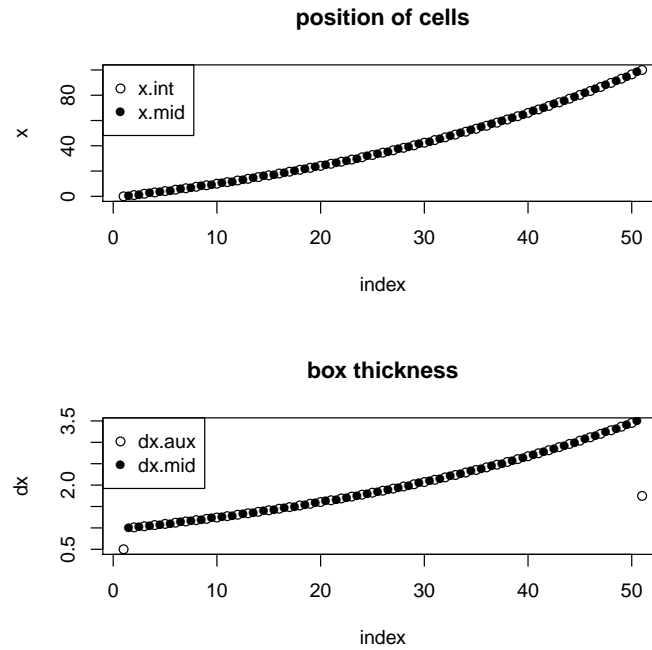 position of cells
x
0 40 80
x.int
x.mid
0 10 20 30 40 50
index
box thickness
dx
0.5 2.0 3.5
dx.aux
dx.mid
0 10 20 30 40 50
index